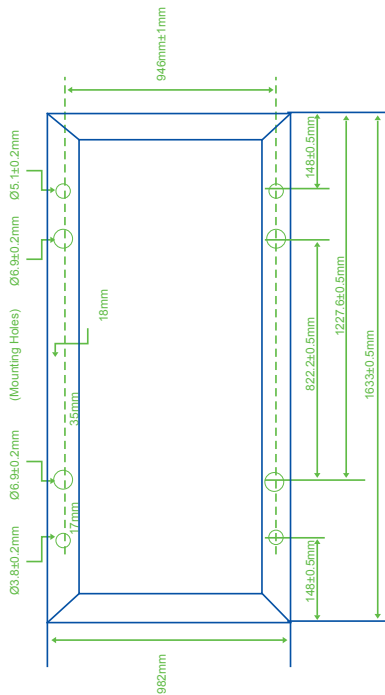 946mm±1mm
Ø5.1±0.2mm
Ø6.9±0.2mm
(Mounting Holes)
Ø6.9±0.2mm
Ø3.8±0.2mm
18mm
35mm
17mm
148±0.5mm
822.2±0.5mm
1227.6±0.5mm
1633±0.5mm
148±0.5mm
982mm